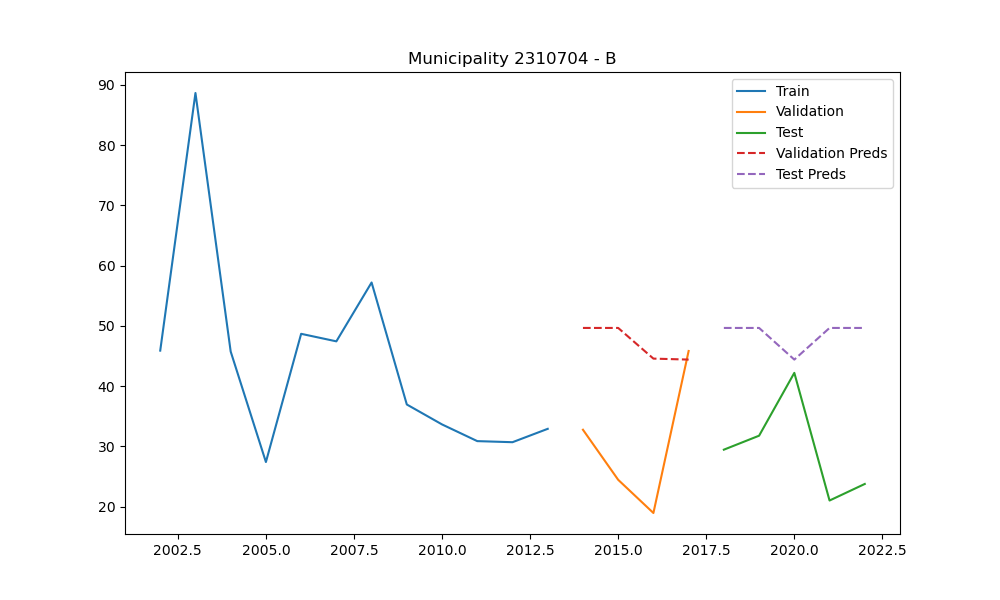 Municipality 2310704 - B
Train
Validation
Test
Validation Preds
Test Preds
90
80
70
60
50
40
30
20
2002.5 2005.0 2007.5 2010.0 2012.5 2015.0 2017.5 2020.0 2022.5